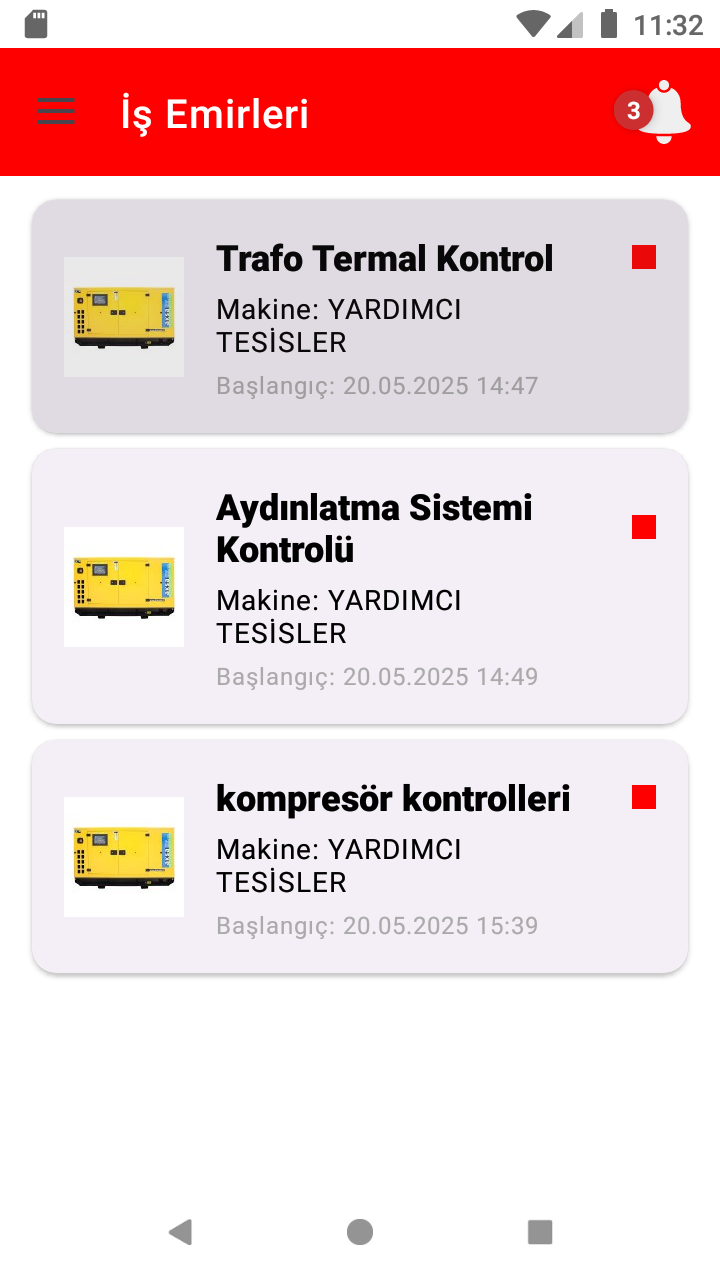 11:32
İş Emirleri
3
Trafo Termal Kontrol
Makine: YARDIMCI
TESİSLER
Başlangıç: 20.05.2025 14:47
Aydınlatma Sistemi
Kontrolü
Makine: YARDIMCI
TESİSLER
Başlangıç: 20.05.2025 14:49
kompresör kontrolleri
Makine: YARDIMCI
TESİSLER
Başlangıç: 20.05.2025 15:39